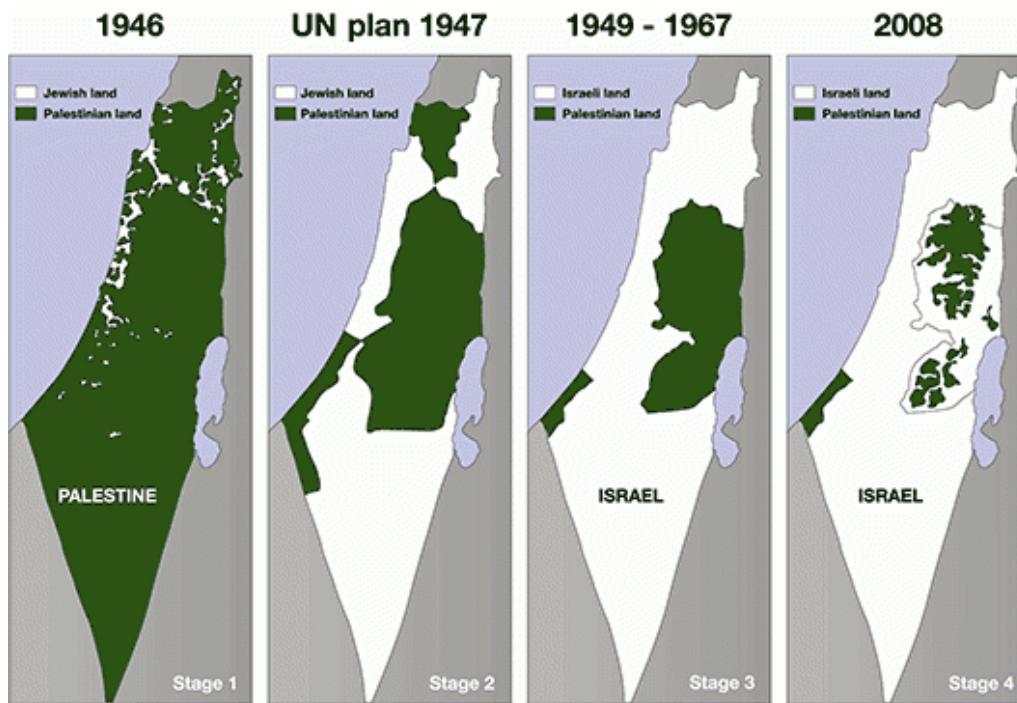 1946
Jewish land
Palestinian land
PALESTINE
Stage 1
UN plan 1947
Jewish land
Palestinian land
Stage 2
1949 - 1967
Israeli land
Palestinian land
ISRAEL
Stage 3
2008
Israeli land
Palestinian land
ISRAEL
Stage 4